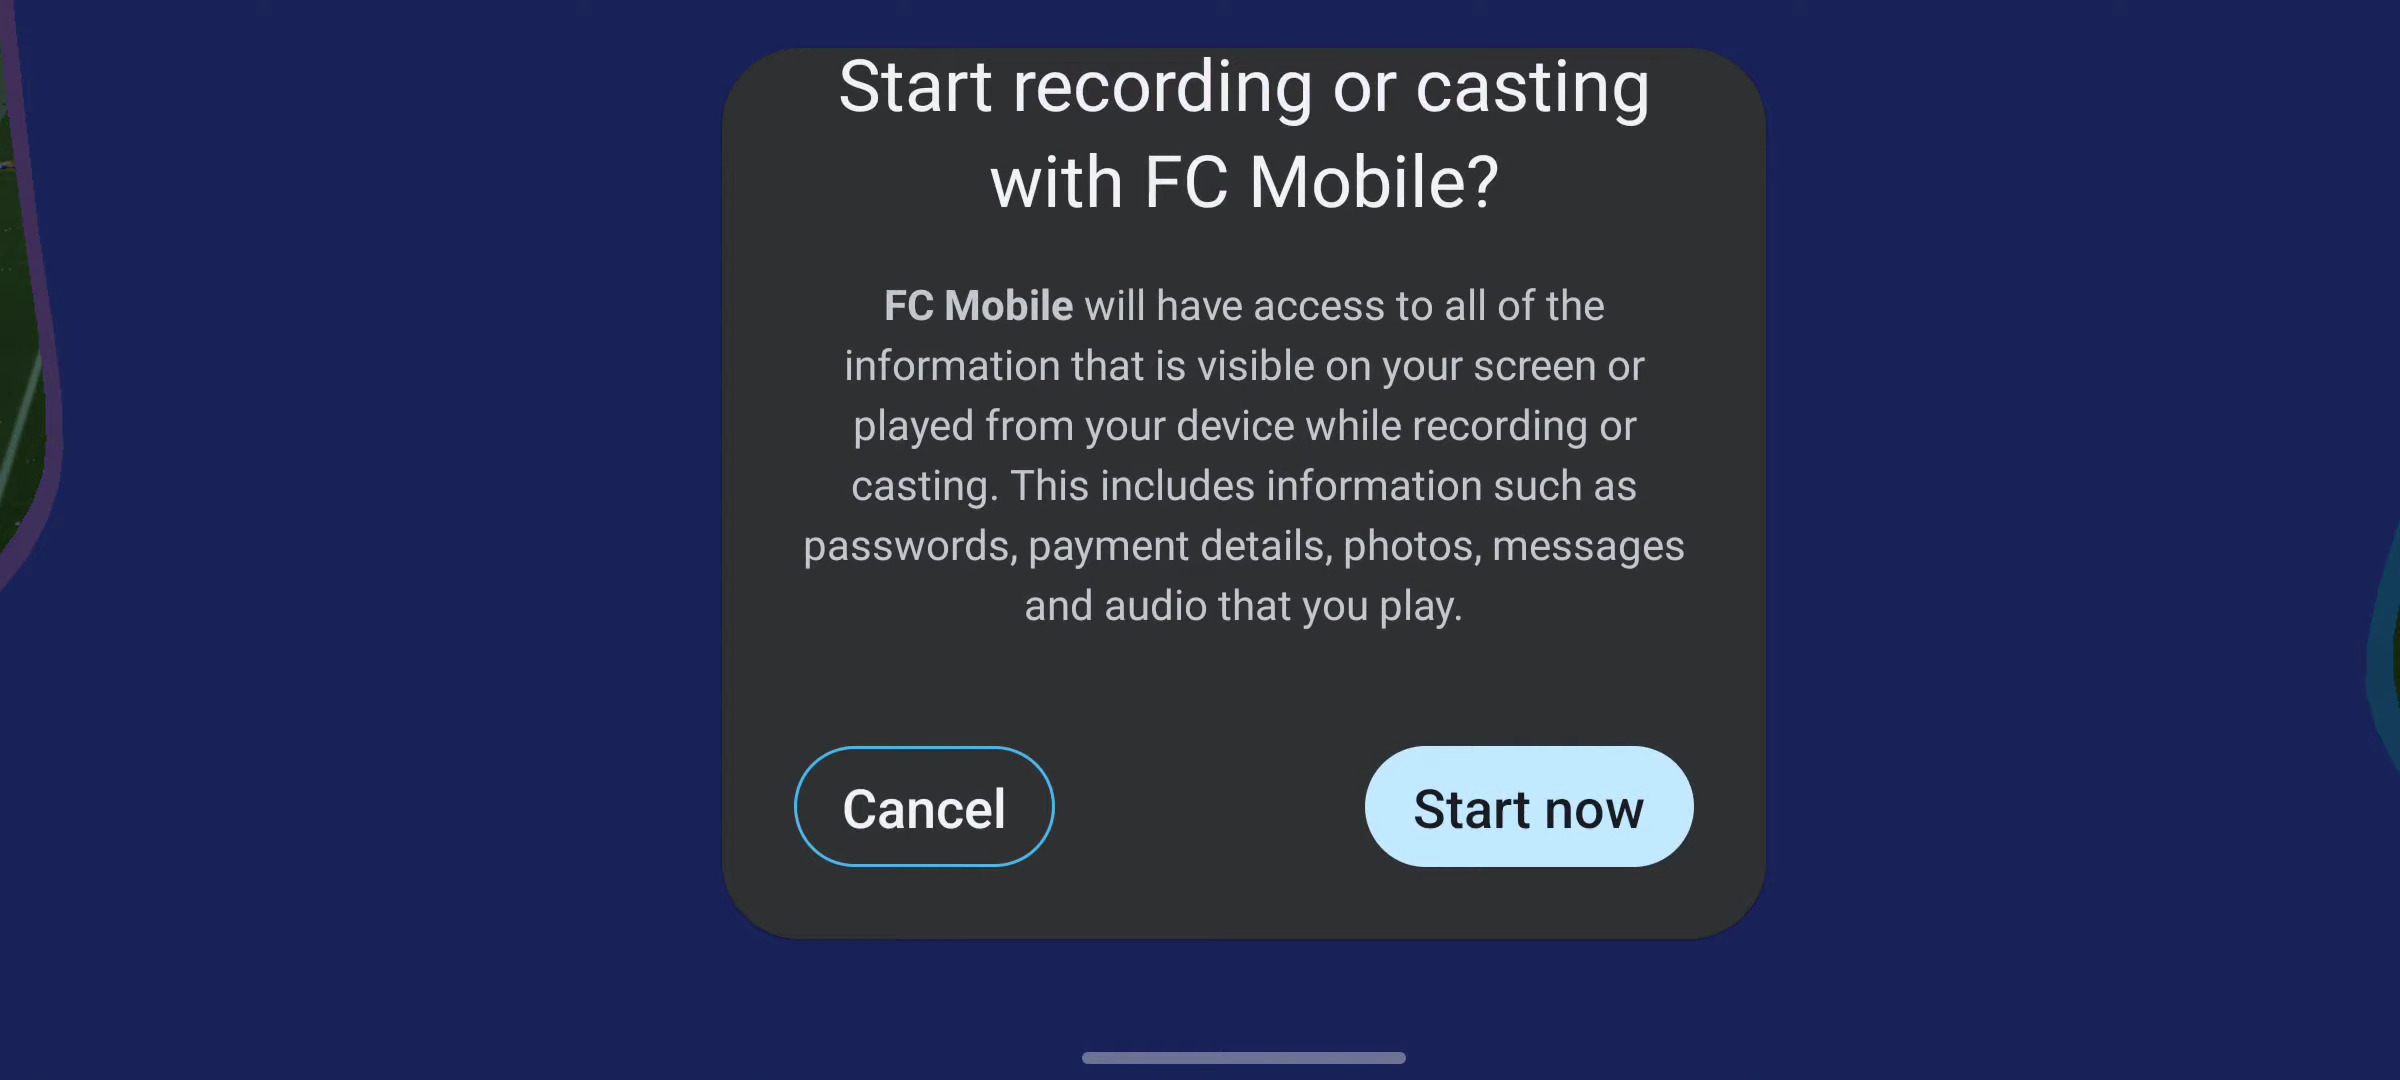 Start recording or casting
with FC Mobile?
FC Mobile will have access to all of the
information that is visible on your screen or
played from your device while recording or
casting. This includes information such as
passwords, payment details, photos, messages
and audio that you play.
Cancel
Start now